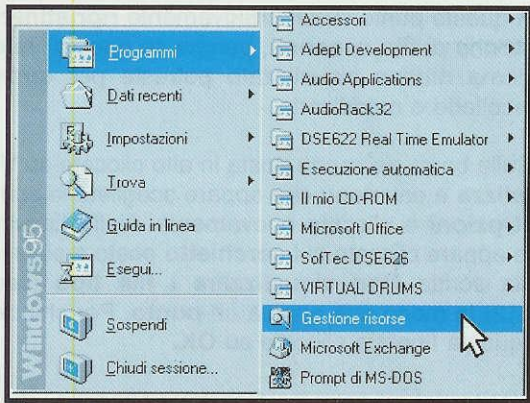 Windows95
Programmi
Dati recenti
Impostazioni
Trova
Guida in linea
Esegui...
Sospendi
Chiudi sessione...
Accessori
Adept Development
Audio Applications
AudioRack32
DSE622 Real Time Emulator
Esecuzione automatica
Il mio CD-ROM
Microsoft Office
SofTec DSE626
VIRTUAL DRUMS
Gestione risorse
Microsoft Exchange
Prompt di MS-DOS